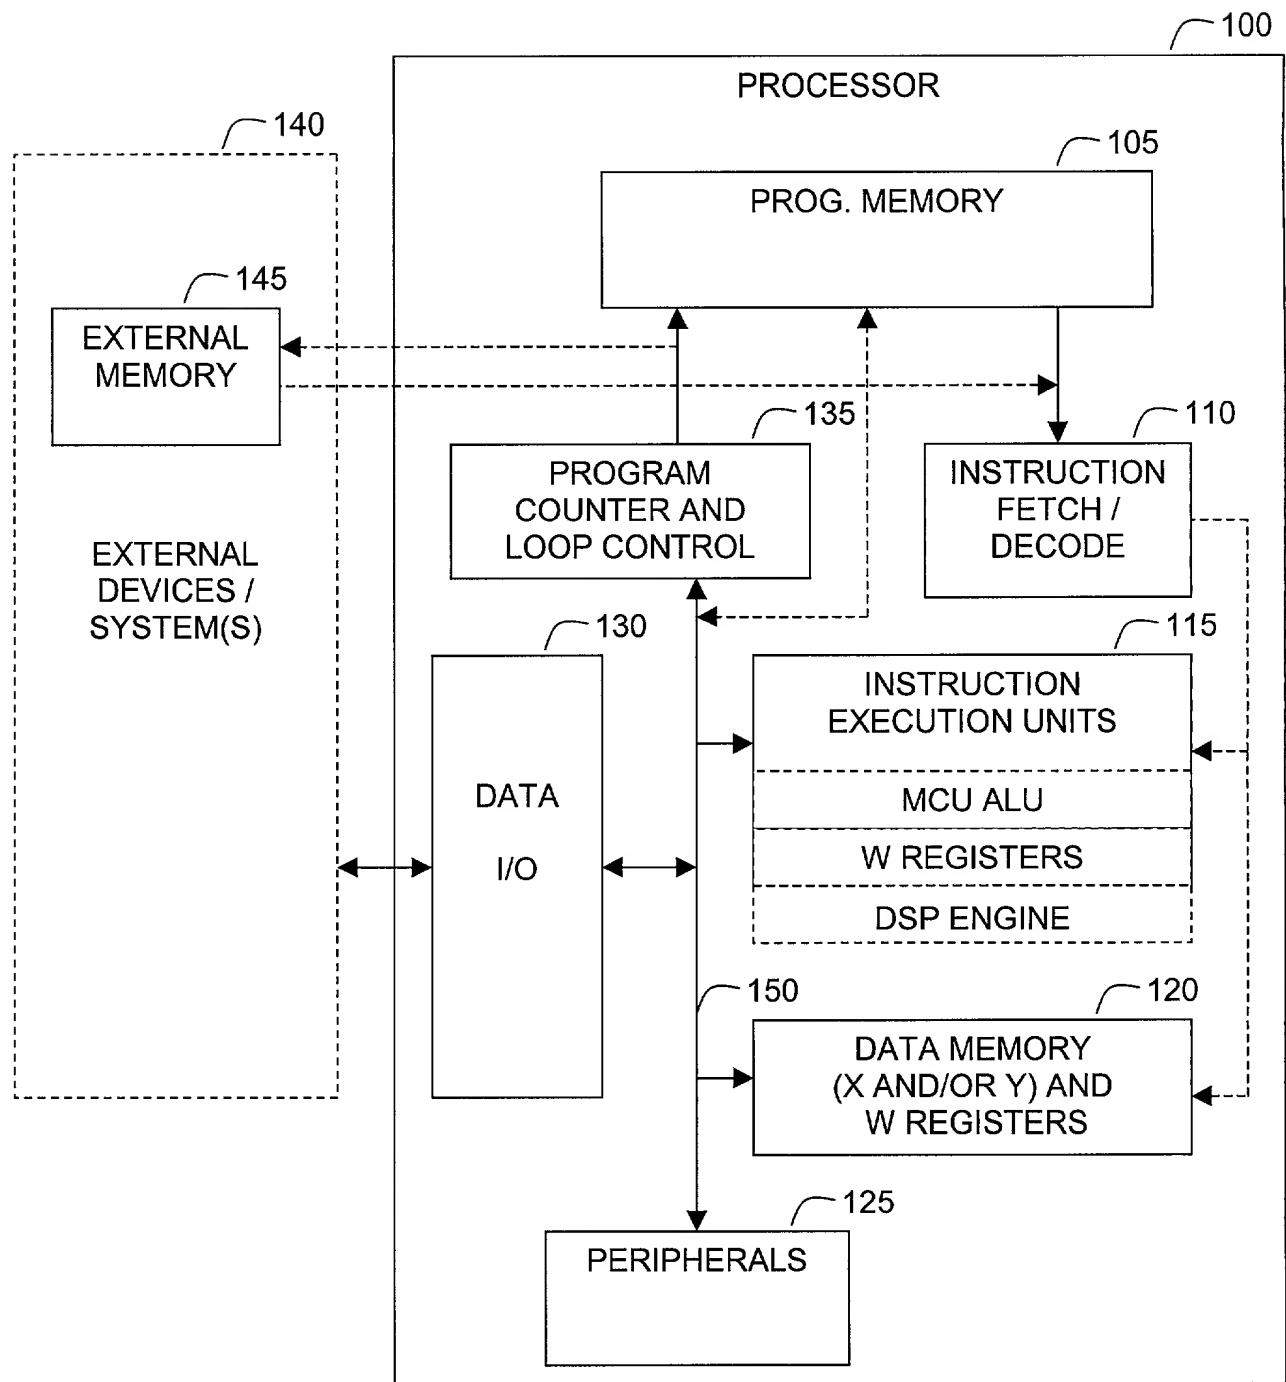 100
PROCESSOR
140
105
PROG. MEMORY
145
EXTERNAL
MEMORY
135
110
PROGRAM
COUNTER AND
LOOP CONTROL
INSTRUCTION
FETCH /
DECODE
EXTERNAL
DEVICES /
SYSTEM(S)
130
115
DATA
I/O
INSTRUCTION
EXECUTION UNITS
MCU ALU
W REGISTERS
DSP ENGINE
150
120
DATA MEMORY
(X AND/OR Y) AND
W REGISTERS
125
PERIPHERALS